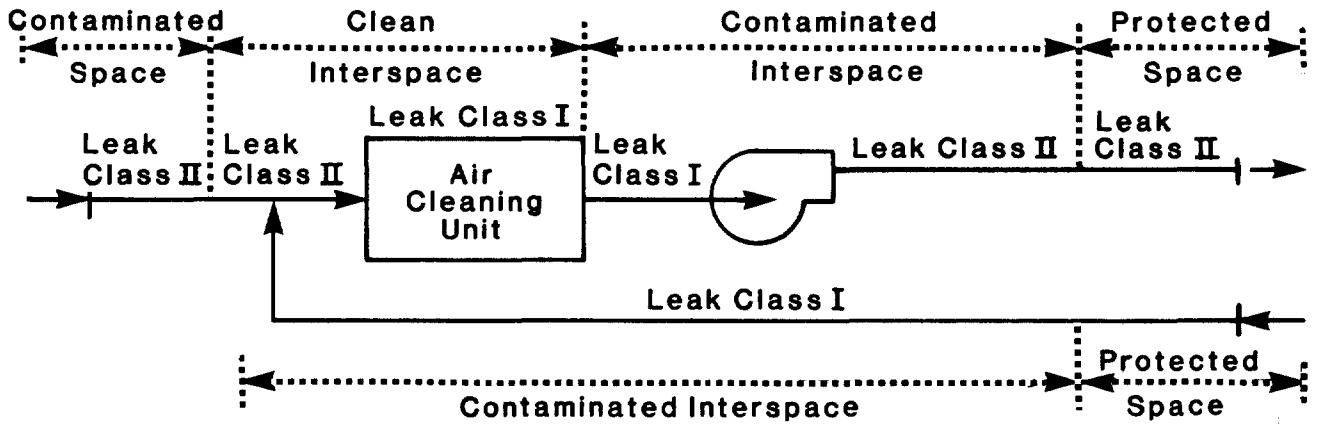 Contaminated
Space
Clean
Interspace
Contaminated
Interspace
Protected
Space
Leak
Class II
Leak
Class II
Leak Class I
Air
Cleaning
Unit
Leak
Class I
Leak Class II
Leak
Class II
Leak Class I
Contaminated Interspace
Protected
Space